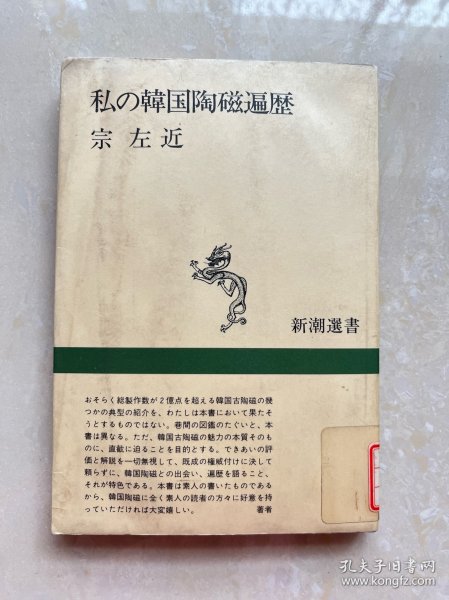 私の韓国陶磁遍歴
宗 左近
新潮選書
おそらく総製作数が2億点を超える韓国古陶磁の幾
つかの典型の紹介を、わたしは本書において果たそ
うとするものではない。巷間の図鑑のたぐいと、本
書は異なる。ただ、韓国古陶磁の魅力の本質そのも
のに、直截に迫ることを目的とする。できあいの評
価と解説を一切無視して、既成の権威付けに決して
頼らずに、韓国陶磁との出会い、遍歴を語ること、
それが特色である。本書は素人の書いたものである
から、韓国陶磁に全く素人の読者の方々に好意を持
っていただければ大変嬉しい。 著者
孔夫子旧书网
book.kongfz.com